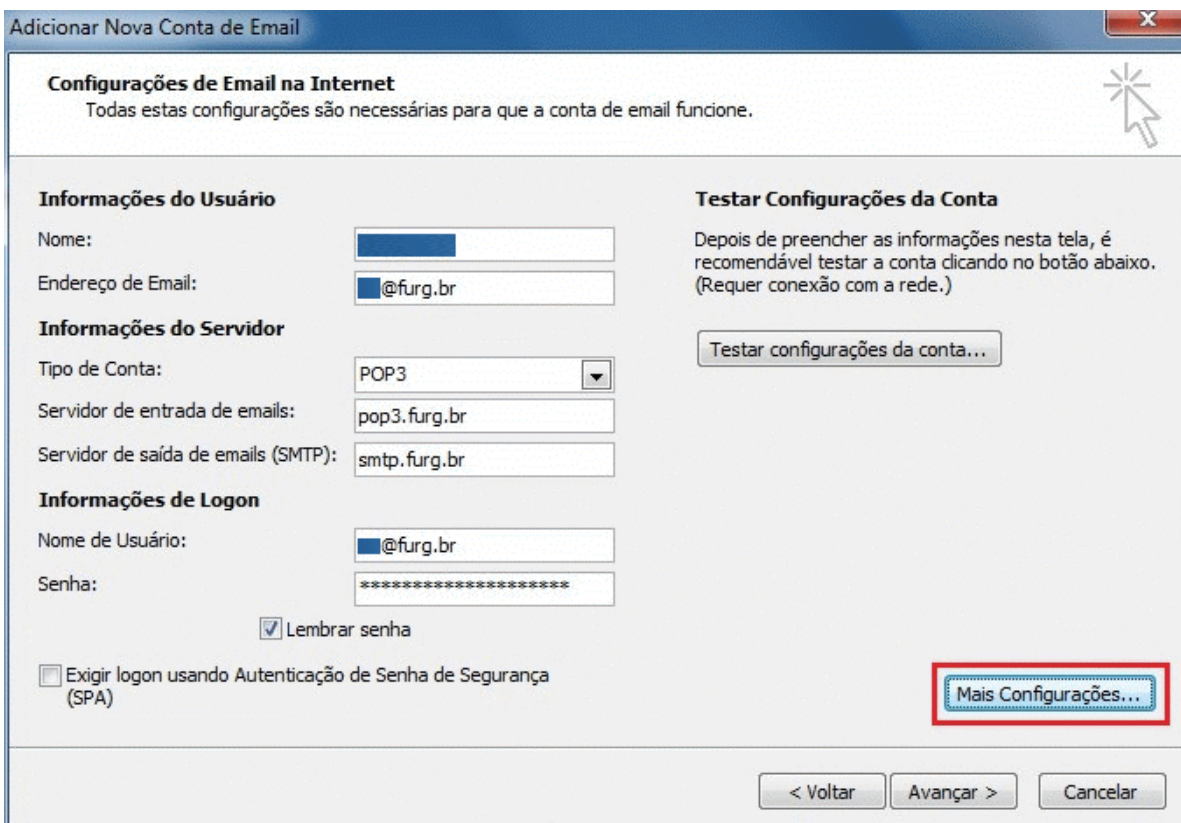 Adicionar Nova Conta de Email
Configurações de Email na Internet
Todas estas configurações são necessárias para que a conta de email funcione.
Informações do Usuário
Nome:
Endereço de Email:
@furg.br
Informações do Servidor
Tipo de Conta:
POP3
Servidor de entrada de emails:
pop3.furg.br
Servidor de saída de emails (SMTP):
smtp.furg.br
Informações de Logon
Nome de Usuário:
@furg.br
Senha:
********************
Lembrar senha
Exigir logon usando Autenticação de Senha de Segurança
(SPA)
Testar Configurações da Conta
Depois de preencher as informações nesta tela, é
recomendável testar a conta clicando no botão abaixo.
(Requer conexão com a rede.)
Testar configurações da conta...
Mais Configurações...
< Voltar
Avançar >
Cancelar